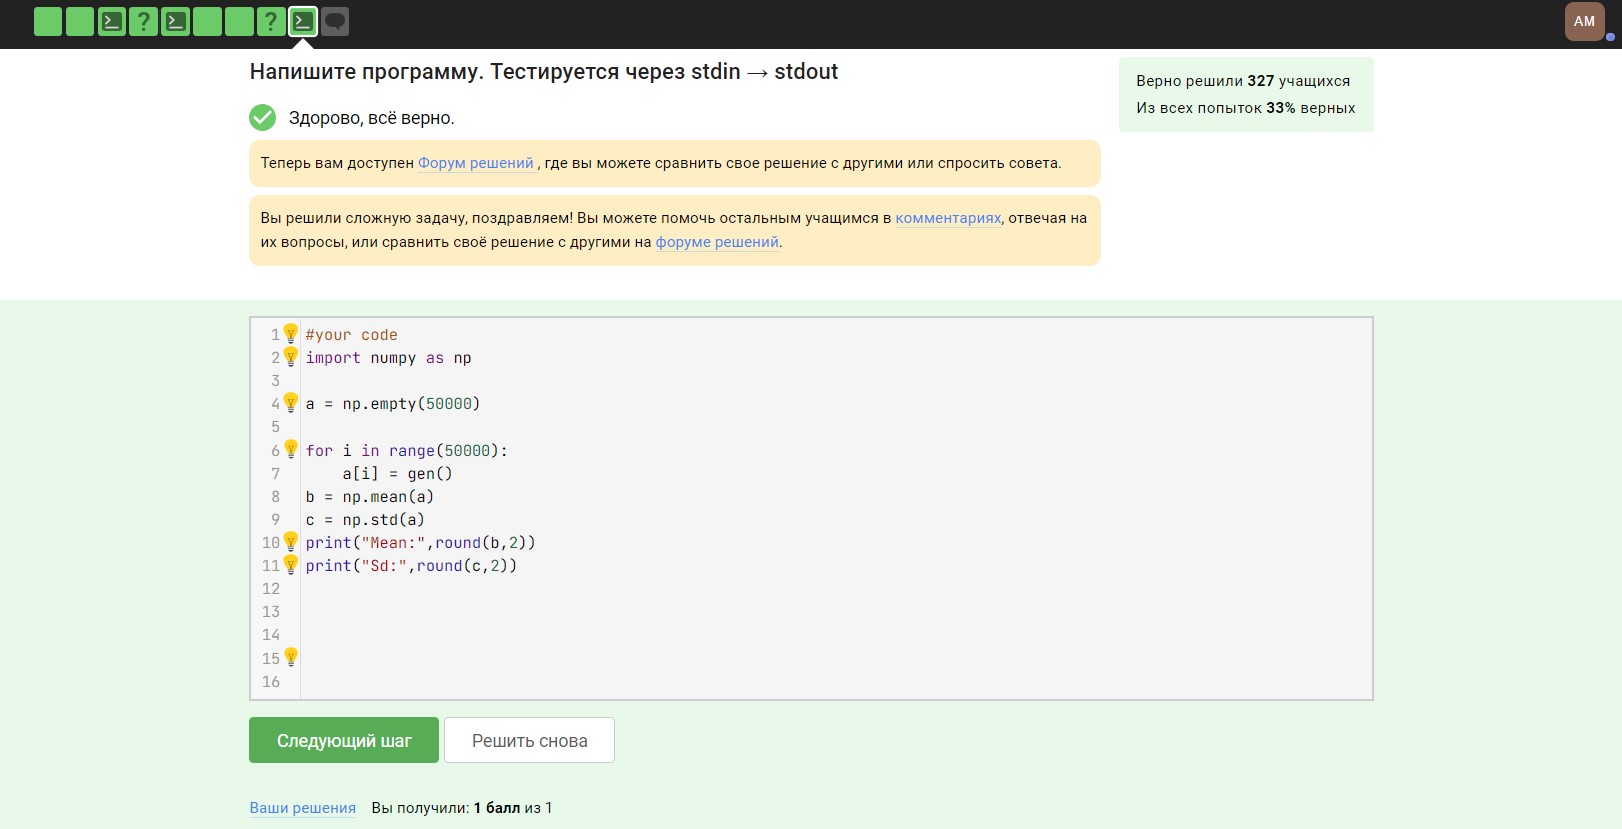 AM
Напишите программу. Тестируется через stdin → stdout
Верно решили 327 учащихся
Из всех попыток 33% верных
Здорово, всё верно.
Теперь вам доступен Форум решений , где вы можете сравнить свое решение с другими или спросить совета.
Вы решили сложную задачу, поздравляем! Вы можете помочь остальным учащимся в комментариях, отвечая на
их вопросы, или сравнить своё решение с другими на форуме решений.
1 #your code
2 import numpy as np
3
4 a = np.empty(50000)
5
6 for i in range(50000):
7     a[i] = gen()
8 b = np.mean(a)
9 c = np.std(a)
10 print("Mean:",round(b,2))
11 print("Sd:",round(c,2))
12
13
14
15
16
Следующий шаг Решить снова
Ваши решения Вы получили: 1 балл из 1